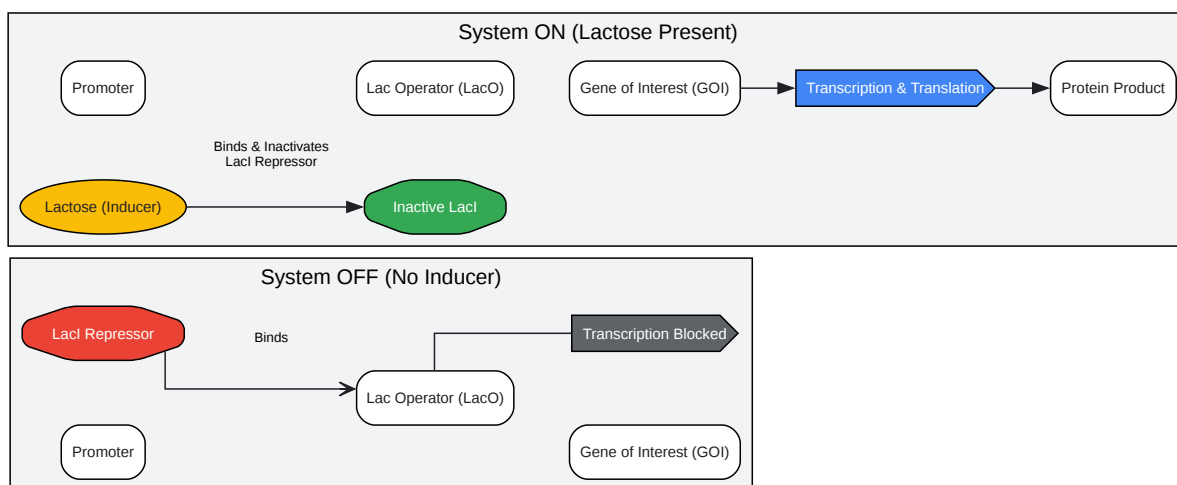 System ON (Lactose Present)
Promoter
Lac Operator (LacO)
Gene of Interest (GOI)
Transcription & Translation
Protein Product
Binds & Inactivates
LacI Repressor
Lactose (Inducer)
Inactive LacI
System OFF (No Inducer)
LacI Repressor
Binds
Transcription Blocked
Lac Operator (LacO)
Promoter
Gene of Interest (GOI)